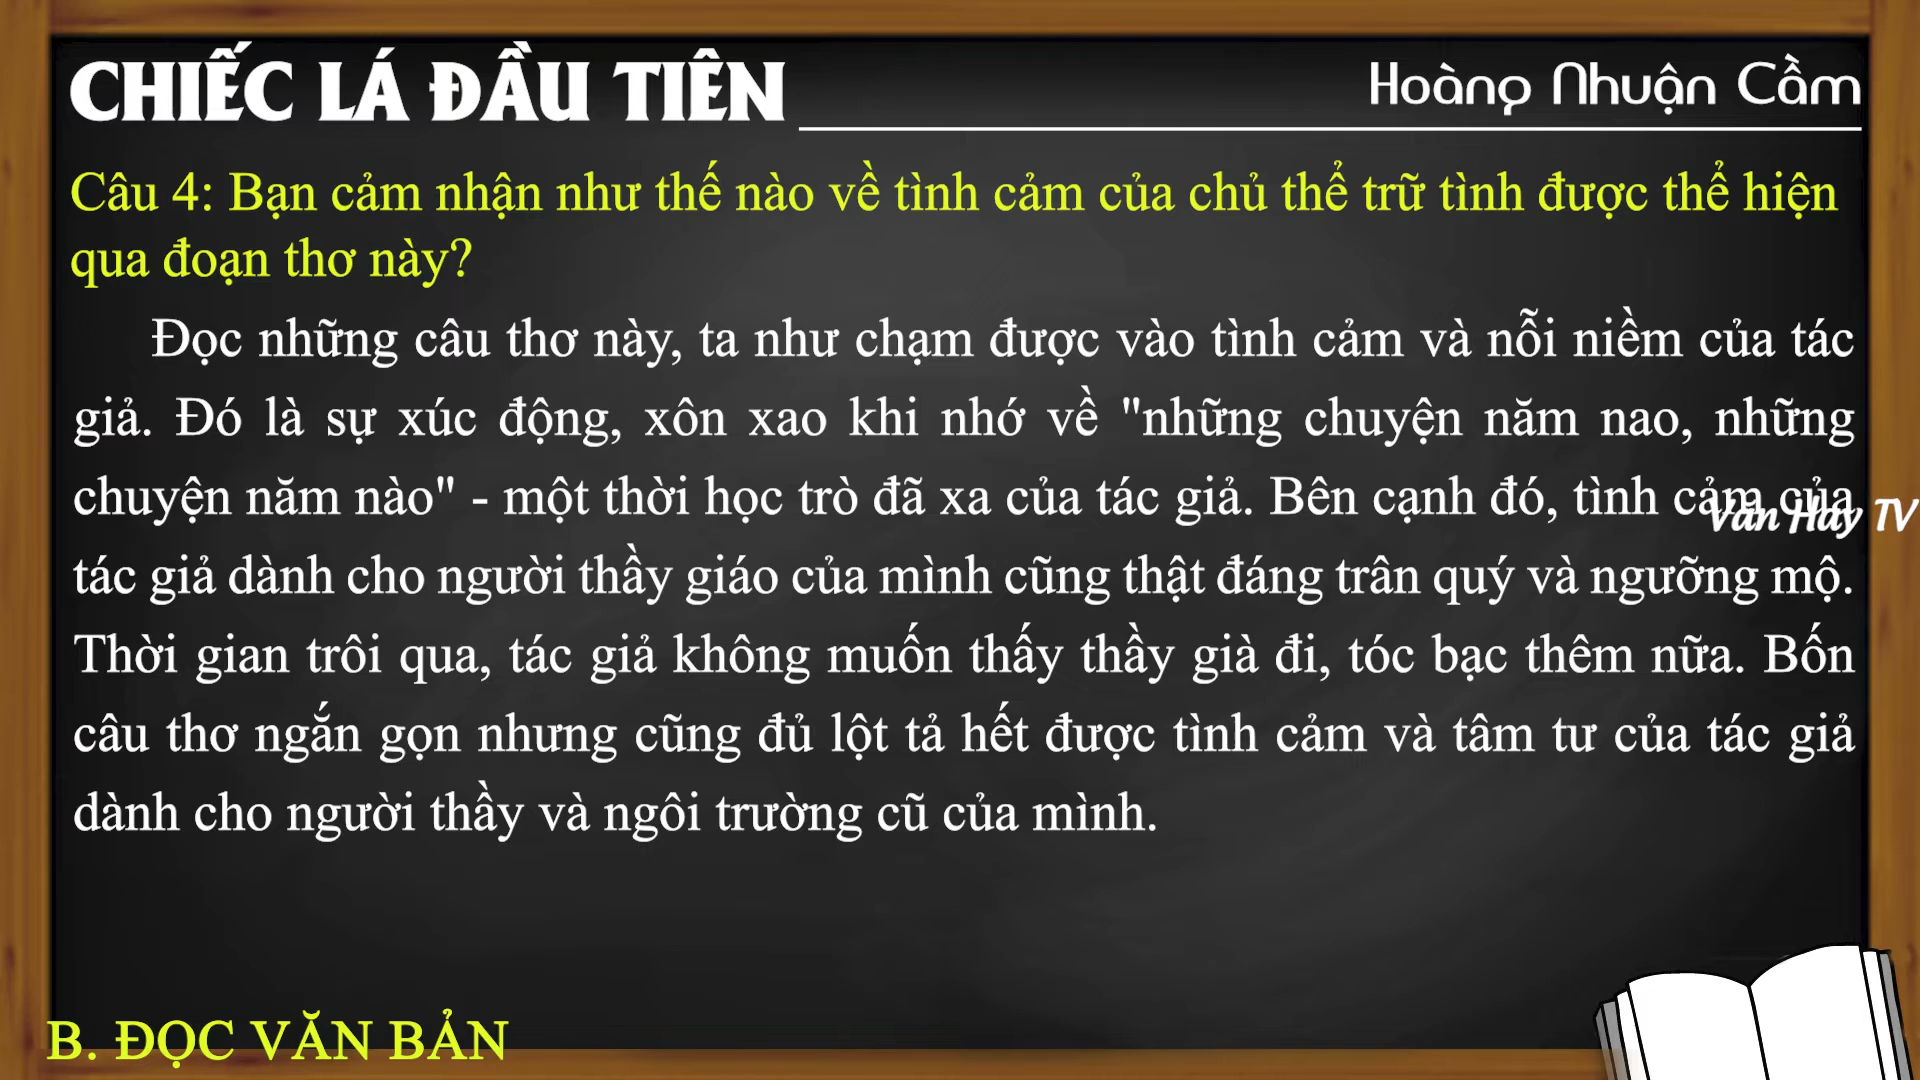 CHIẾC LÁ ĐẦU TIÊN
Hoàng Nhuận Cầm
Câu 4: Bạn cảm nhận như thế nào về tình cảm của chủ thể trữ tình được thể hiện
qua đoạn thơ này?
Đọc những câu thơ này, ta như chạm được vào tình cảm và nỗi niềm của tác
giả. Đó là sự xúc động, xôn xao khi nhớ về "những chuyện năm nao, những
chuyện năm nào" - một thời học trò đã xa của tác giả. Bên cạnh đó, tình cảm của
Văn Hay TV
tác giả dành cho người thầy giáo của mình cũng thật đáng trân quý và ngưỡng mộ.
Thời gian trôi qua, tác giả không muốn thấy thầy già đi, tóc bạc thêm nữa. Bốn
câu thơ ngắn gọn nhưng cũng đủ lột tả hết được tình cảm và tâm tư của tác giả
dành cho người thầy và ngôi trường cũ của mình.
B. ĐỌC VĂN BẢN